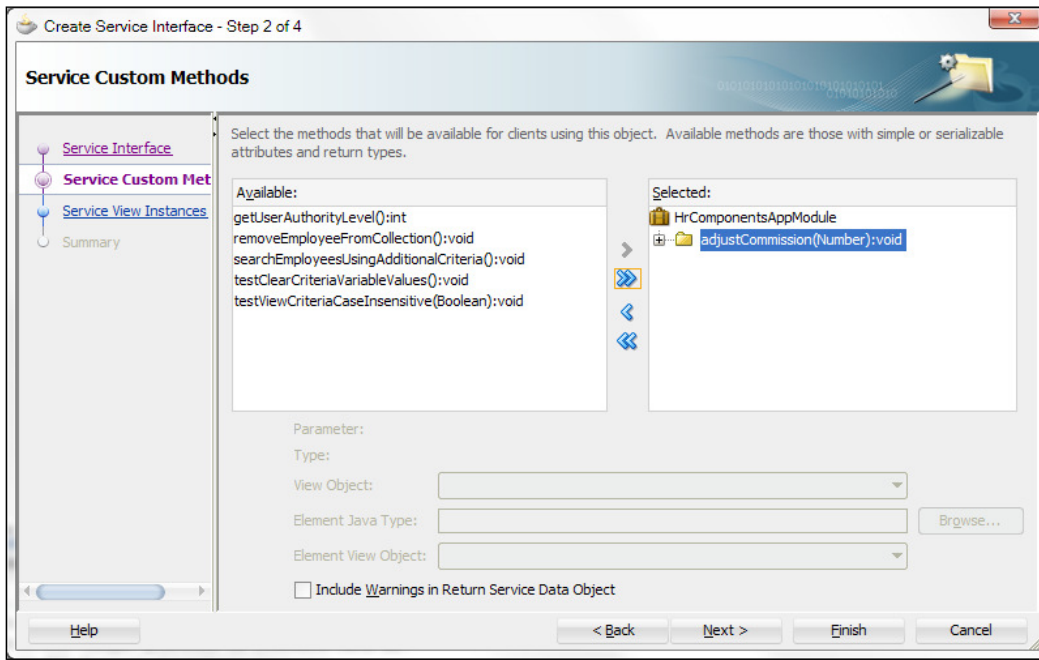 Create Service Interface - Step 2 of 4
Service Custom Methods
Service Interface
Service Custom Met
Service View Instances
Summary
Select the methods that will be available for clients using this object. Available methods are those with simple or serializable
attributes and return types.
Available:
getUserAuthorityLevel():int
removeEmployeeFromCollection():void
searchEmployeesUsingAdditionalCriteria():void
testClearCriteriaVariableValues():void
testViewCriteriaCaseInsensitive(Boolean):void
Selected:
HrComponentsAppModule
adjustCommission(Number):void
Parameter:
Type:
View Object:
Element Java Type:
Browse...
Element View Object:
Include Warnings in Return Service Data Object
Help
< Back
Next >
Finish
Cancel